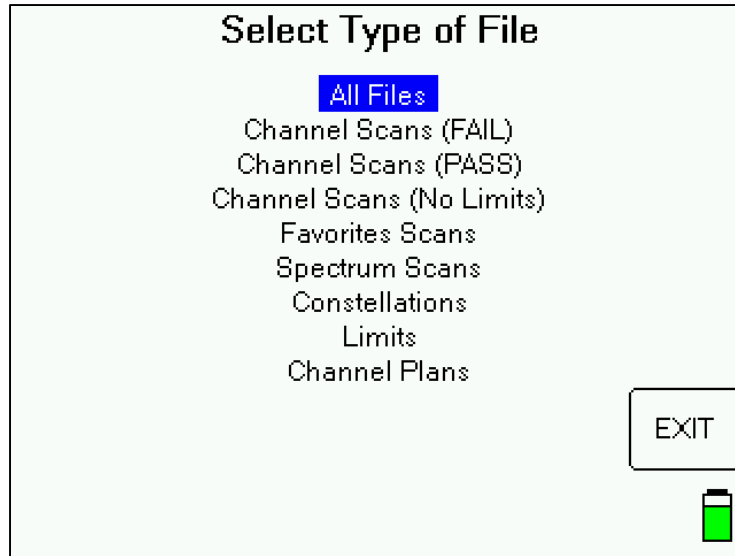 Select Type of File
All Files
Channel Scans (FAIL)
Channel Scans (PASS)
Channel Scans (No Limits)
Favorites Scans
Spectrum Scans
Constellations
Limits
Channel Plans
EXIT